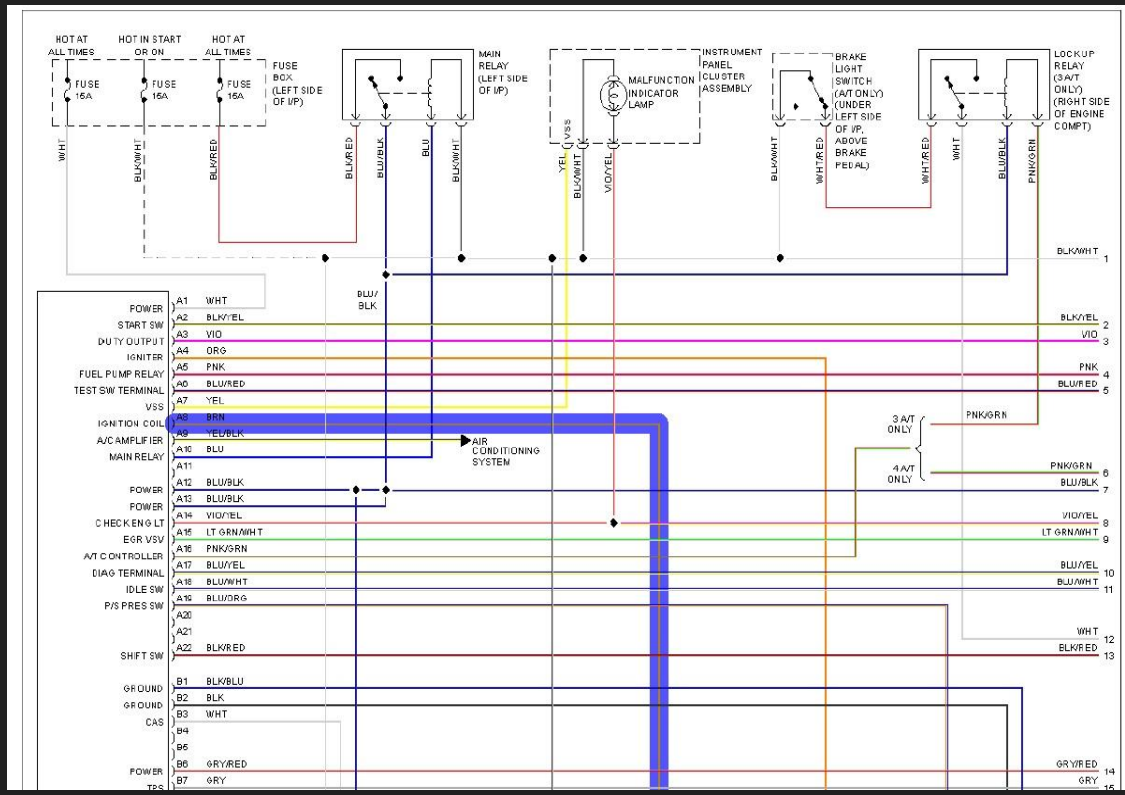 HOT AT
ALL TIMES
HOT IN START
OR ON
HOT AT
ALL TIMES
FUSE
15A
FUSE
15A
FUSE
15A
FUSE
BOX
(LEFT SIDE
OF I/P)
MAIN
RELAY
(LEFT SIDE
OF I/P)
MALFUNCTION
INDICATOR
LAMP
VSS
INSTRUMENT
PANEL
CLUSTER
ASSEMBLY
BRAKE
LIGHT
SWITCH
(A/T ONLY)
(UNDER
LEFT SIDE
OF I/P,
ABOVE
BRAKE
PEDAL)
LOCKUP
RELAY
(3 A/T
ONLY)
(RIGHT SIDE
OF ENGINE
COMPT)
WHT
BLK/WHT
BLK/RED
BLK/RED
BLU/BLK
BLU
BLK/WHT
YEL
BLK/WHT
VIO/YEL
BLK/WHT
WHT/RED
WHT/RED
WHT
BLU/BLK
PNK/GRN
BLK/WHT 1
BLU/
BLK
POWER A1 WHT
START SW A2 BLK/YEL BLK/YEL 2
DUTY OUTPUT A3 VIO VIO 3
IGNITER A4 ORG
FUEL PUMP RELAY A5 PNK PNK 4
TEST SW TERMINAL A6 BLU/RED BLU/RED 5
VSS A7 YEL
IGNITION COIL A8 BRN
A/C AMPLIFIER A9 YEL/BLK
AIR
CONDITIONING
SYSTEM
MAIN RELAY A10 BLU
A11
3 A/T
ONLY
PNK/GRN
4 A/T
ONLY
PNK/GRN 6
POWER A12 BLU/BLK BLU/BLK 7
POWER A13 BLU/BLK
CHECK ENG LT A14 VIO/YEL VIO/YEL 8
EGR VSV A15 LT GRN/WHT LT GRN/WHT 9
A/T CONTROLLER A16 PNK/GRN
DIAG TERMINAL A17 BLU/YEL BLU/YEL 10
IDLE SW A18 BLU/WHT BLU/WHT 11
P/S PRES SW A19 BLU/ORG
A20
A21
WHT 12
SHIFT SW A22 BLK/RED BLK/RED 13
GROUND B1 BLK/BLU
GROUND B2 BLK
CAS B3 WHT
B4
B5
POWER B6 GRY/RED GRY/RED 14
TPS B7 GRY GRY 15